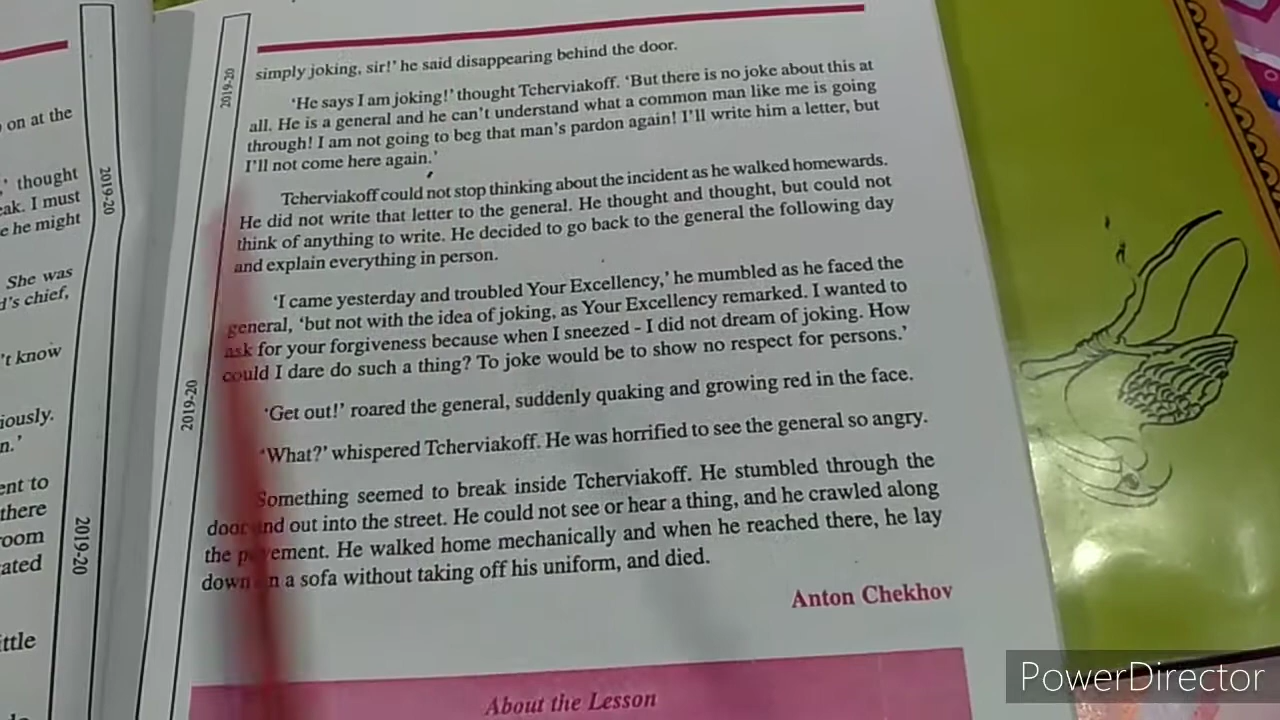 on at the
thought
eak. I must
e he might
She was
d's chief,
't know
iously.
n.'
ent to
there
room
ated
ittle
2019-20
2019-20
2019-20
2019-20
simply joking, sir!' he said disappearing behind the door.
'He says I am joking!' thought Tcherviakoff. 'But there is no joke about this at
all. He is a general and he can't understand what a common man like me is going
through! I am not going to beg that man's pardon again! I'll write him a letter, but
I'll not come here again.'
Tcherviakoff could not stop thinking about the incident as he walked homewards.
He did not write that letter to the general. He thought and thought, but could not
think of anything to write. He decided to go back to the general the following day
and explain everything in person.
'I came yesterday and troubled Your Excellency,' he mumbled as he faced the
general, 'but not with the idea of joking, as Your Excellency remarked. I wanted to
ask for your forgiveness because when I sneezed - I did not dream of joking. How
could I dare do such a thing? To joke would be to show no respect for persons.'
'Get out!' roared the general, suddenly quaking and growing red in the face.
'What?' whispered Tcherviakoff. He was horrified to see the general so angry.
Something seemed to break inside Tcherviakoff. He stumbled through the
door and out into the street. He could not see or hear a thing, and he crawled along
the pavement. He walked home mechanically and when he reached there, he lay
down on a sofa without taking off his uniform, and died.
Anton Chekhov
About the Lesson
PowerDirector